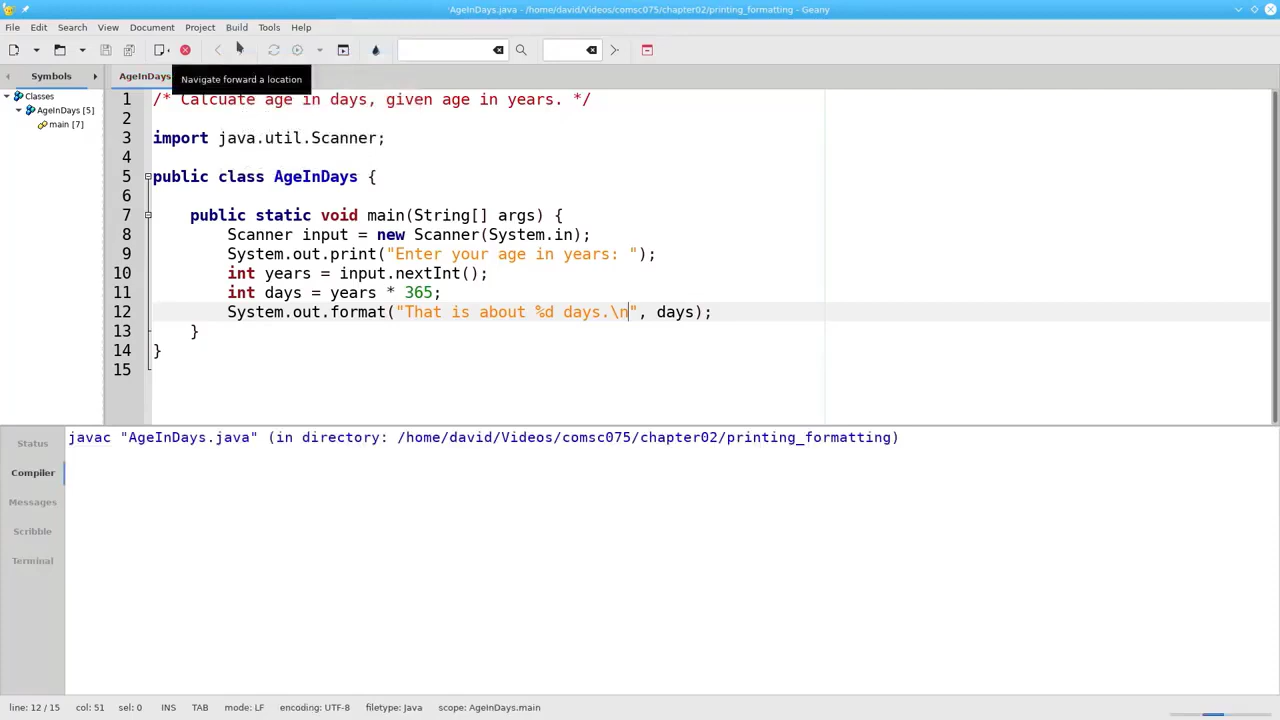 *AgeInDays.java - /home/david/Videos/comsc075/chapter02/printing_formatting - Geany
File Edit Search View Document Project Build Tools Help
Symbols
AgeInDays
Navigate forward a location
Classes
AgeInDays [5]
main [7]
1 /* Calcuate age in days, given age in years. */
2
3 import java.util.Scanner;
4
5 public class AgeInDays {
6
7 public static void main(String[] args) {
8 Scanner input = new Scanner(System.in);
9 System.out.print("Enter your age in years: ");
10 int years = input.nextInt();
11 int days = years * 365;
12 System.out.format("That is about %d days.\n", days);
13 }
14 }
15
Status
Compiler
Messages
Scribble
Terminal
javac "AgeInDays.java" (in directory: /home/david/Videos/comsc075/chapter02/printing_formatting)
line: 12 / 15 col: 51 sel: 0 INS TAB mode: LF encoding: UTF-8 filetype: Java scope: AgeInDays.main